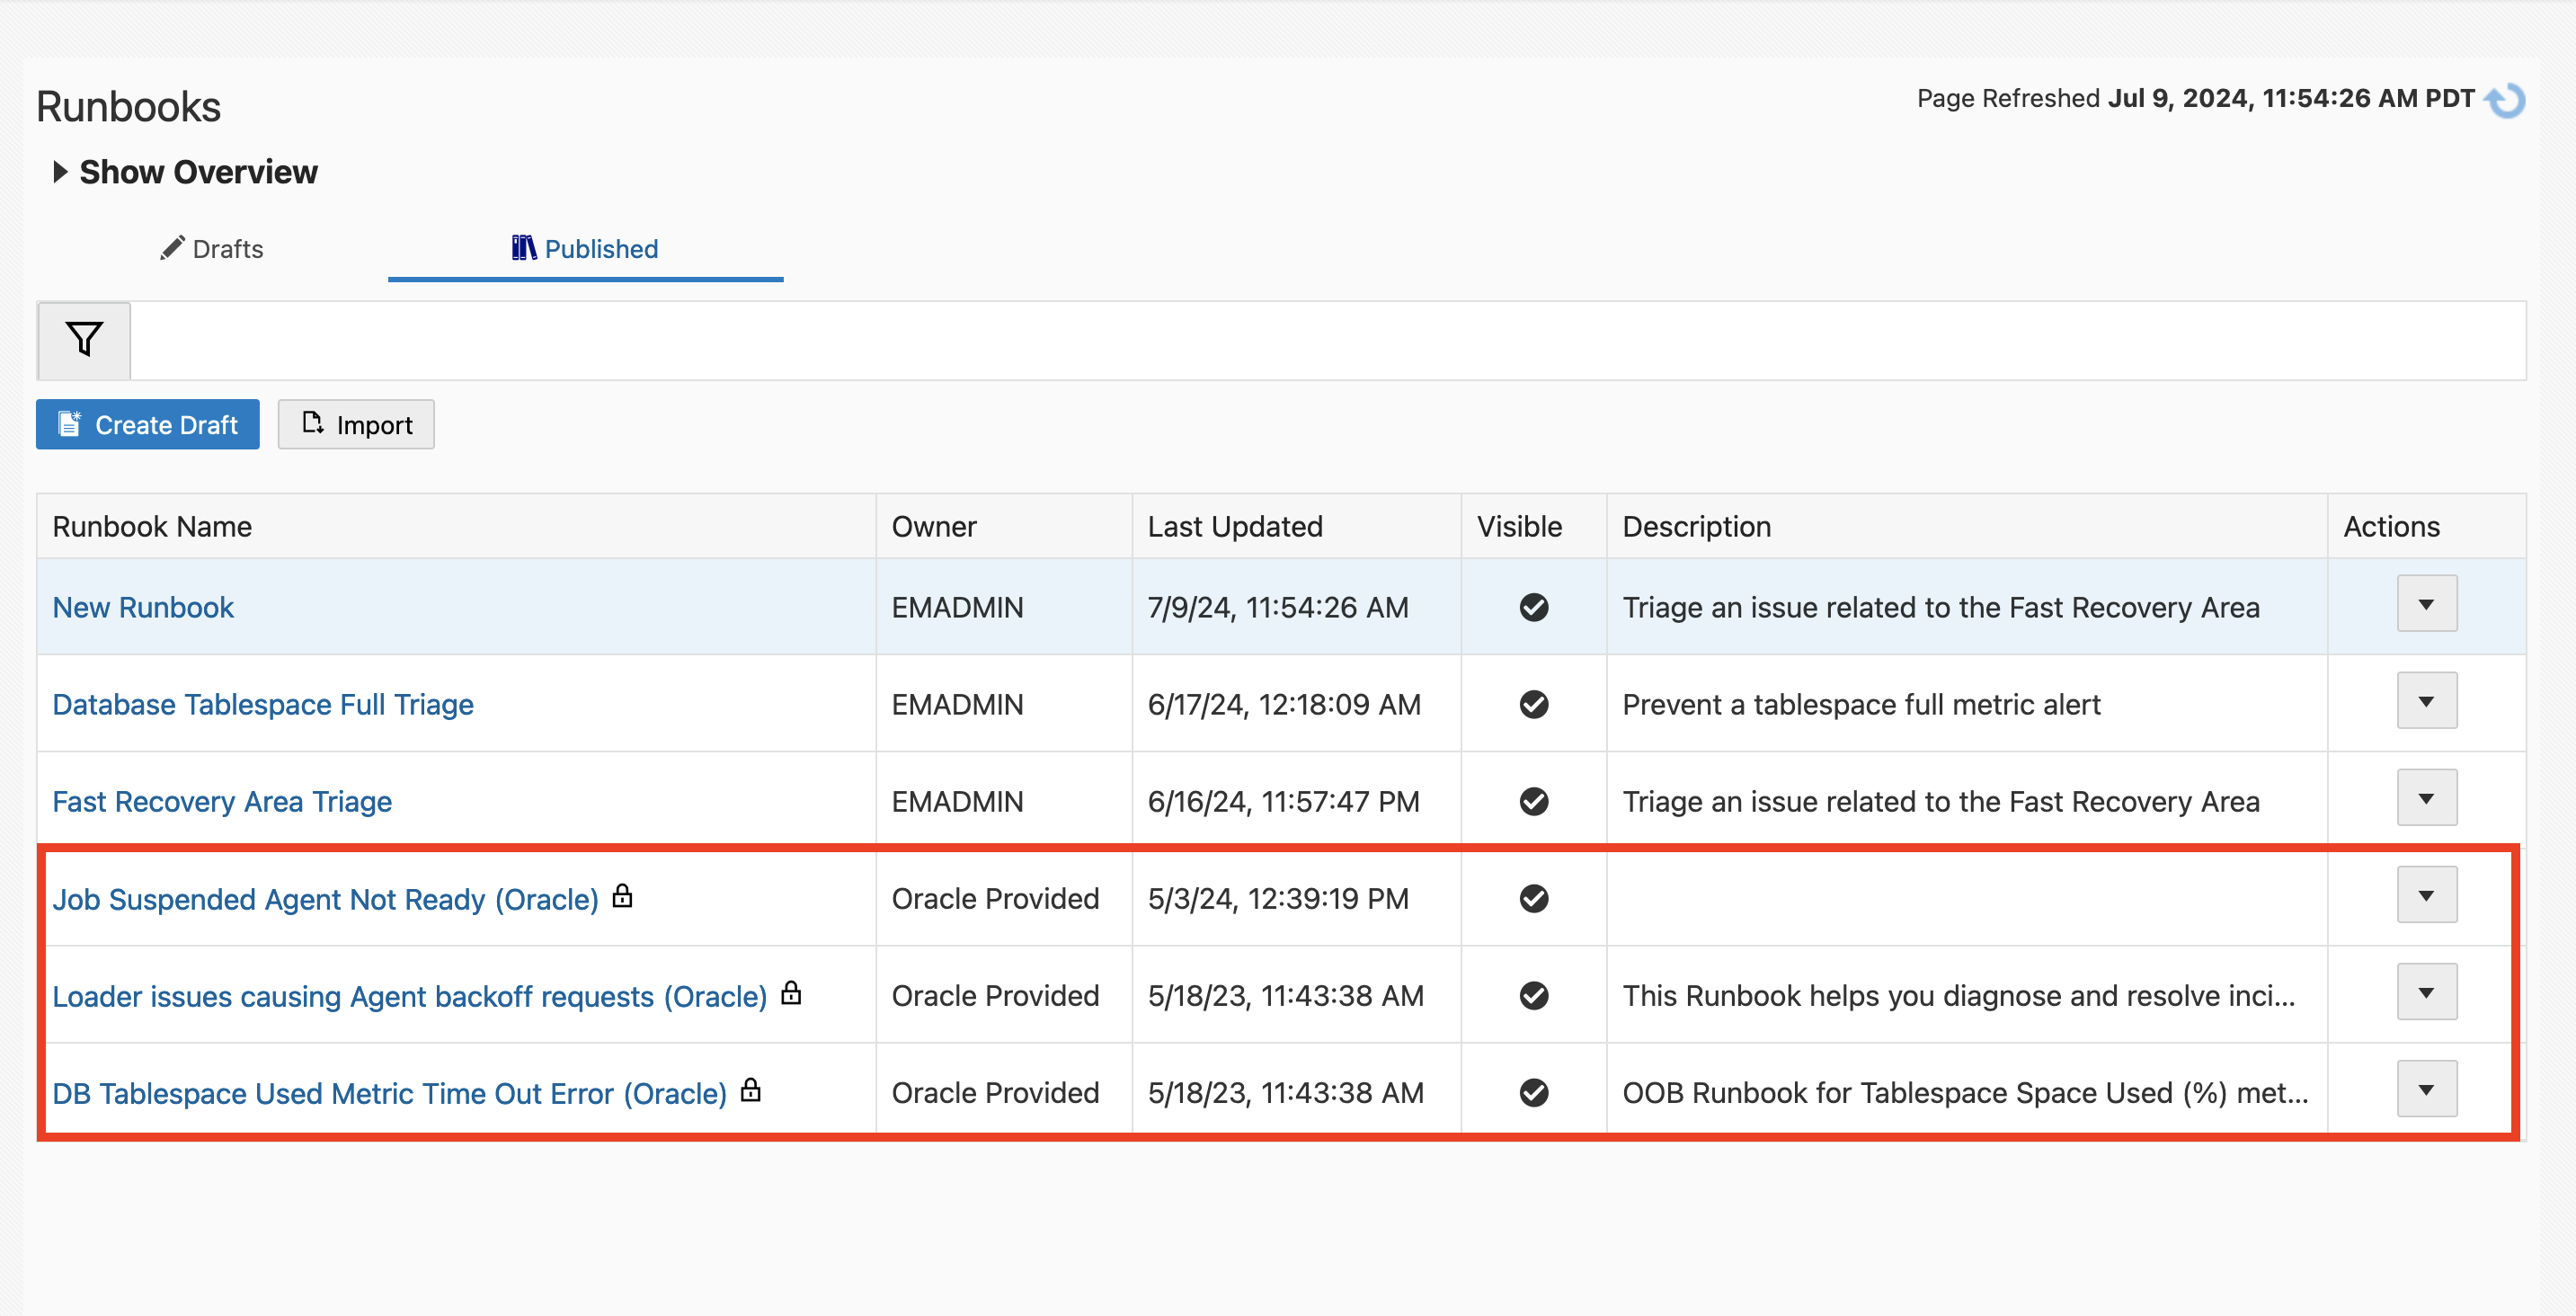 Runbooks
Page Refreshed Jul 9, 2024, 11:54:26 AM PDT
Show Overview
Drafts Published
Create Draft Import
Runbook Name Owner Last Updated Visible Description Actions
New Runbook EMADMIN 7/9/24, 11:54:26 AM Triage an issue related to the Fast Recovery Area
Database Tablespace Full Triage EMADMIN 6/17/24, 12:18:09 AM Prevent a tablespace full metric alert
Fast Recovery Area Triage EMADMIN 6/16/24, 11:57:47 PM Triage an issue related to the Fast Recovery Area
Job Suspended Agent Not Ready (Oracle) Oracle Provided 5/3/24, 12:39:19 PM
Loader issues causing Agent backoff requests (Oracle) Oracle Provided 5/18/23, 11:43:38 AM This Runbook helps you diagnose and resolve inci...
DB Tablespace Used Metric Time Out Error (Oracle) Oracle Provided 5/18/23, 11:43:38 AM OOB Runbook for Tablespace Space Used (%) met...